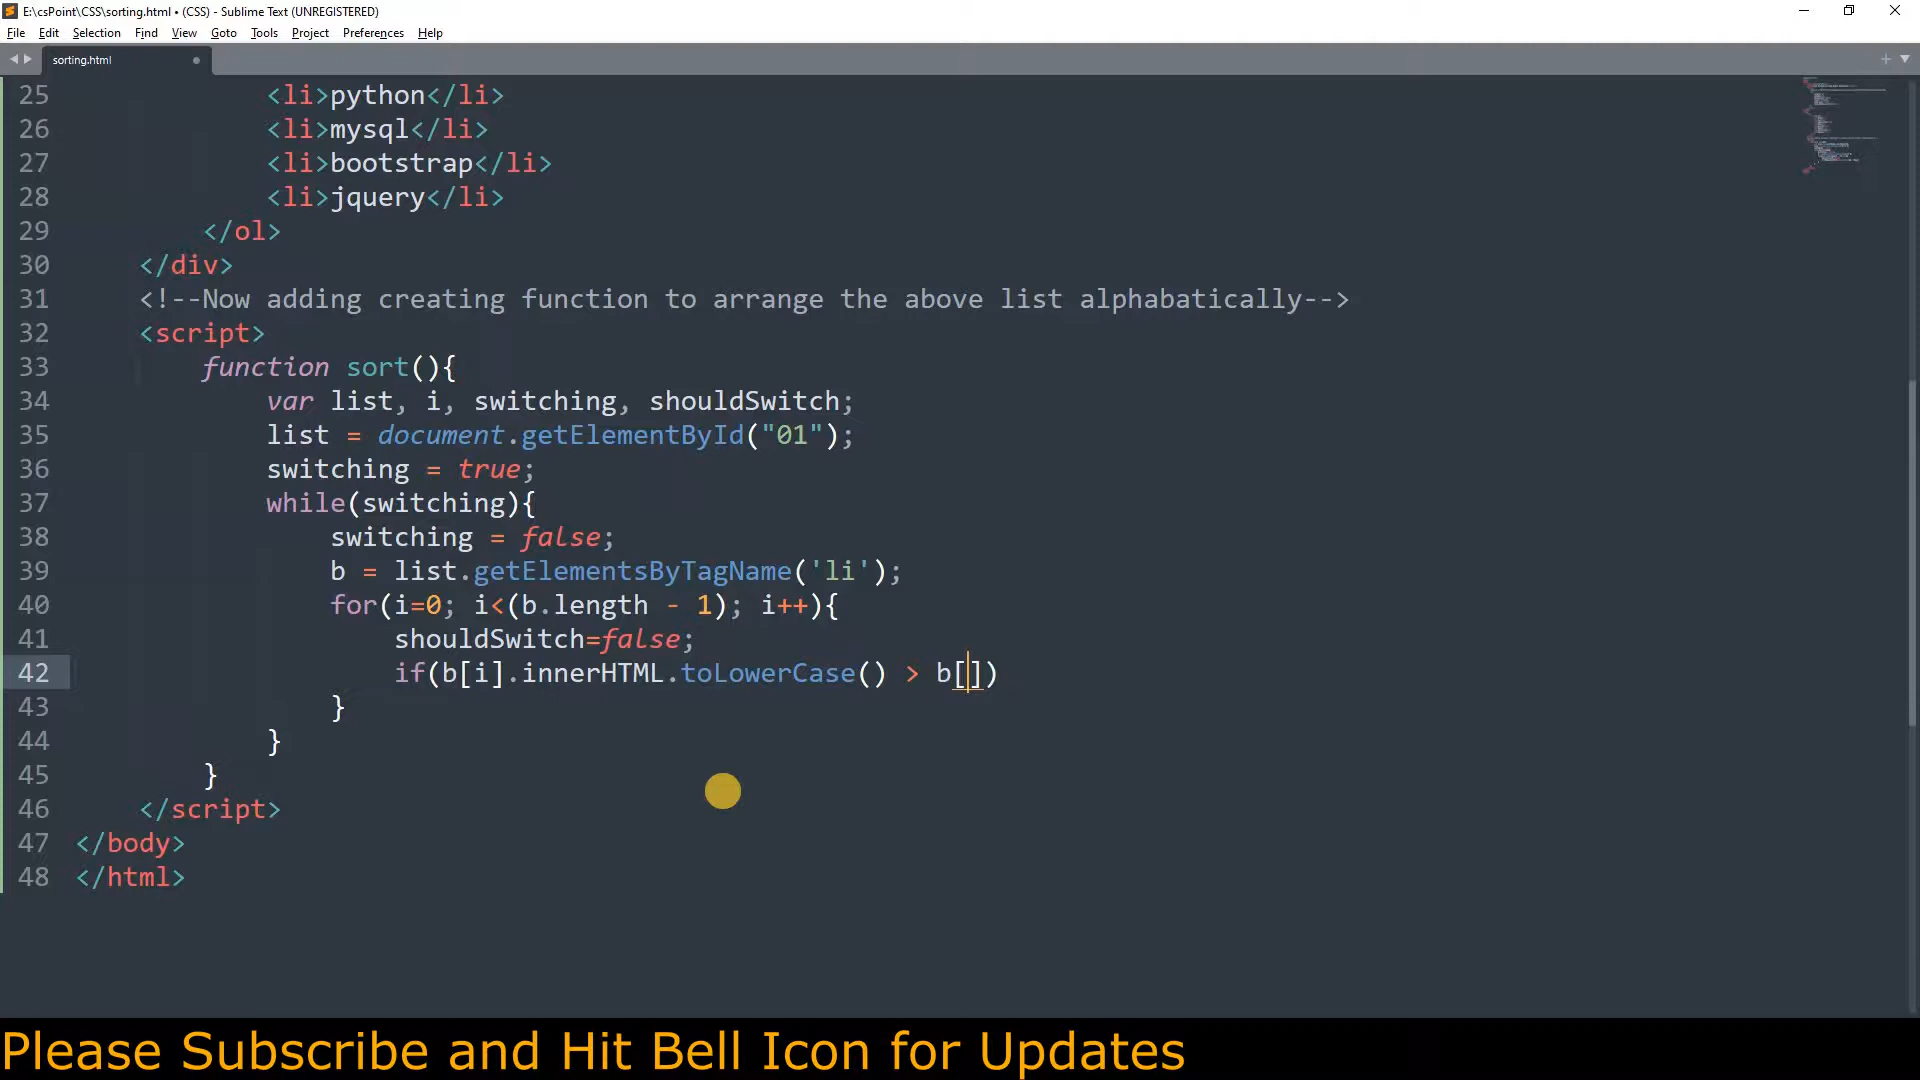 E:\csPoint\CSS\sorting.html • (CSS) - Sublime Text (UNREGISTERED)
File Edit Selection Find View Goto Tools Project Preferences Help
sorting.html
25 <li>python</li>
26 <li>mysql</li>
27 <li>bootstrap</li>
28 <li>jquery</li>
29 </ol>
30 </div>
31 <!--Now adding creating function to arrange the above list alphabatically-->
32 <script>
33 function sort(){
34 var list, i, switching, shouldSwitch;
35 list = document.getElementById("01");
36 switching = true;
37 while(switching){
38 switching = false;
39 b = list.getElementsByTagName('li');
40 for(i=0; i<(b.length - 1); i++){
41 shouldSwitch=false;
42 if(b[i].innerHTML.toLowerCase() > b[])
43 }
44 }
45 }
46 </script>
47 </body>
48 </html>
Please Subscribe and Hit Bell Icon for Updates